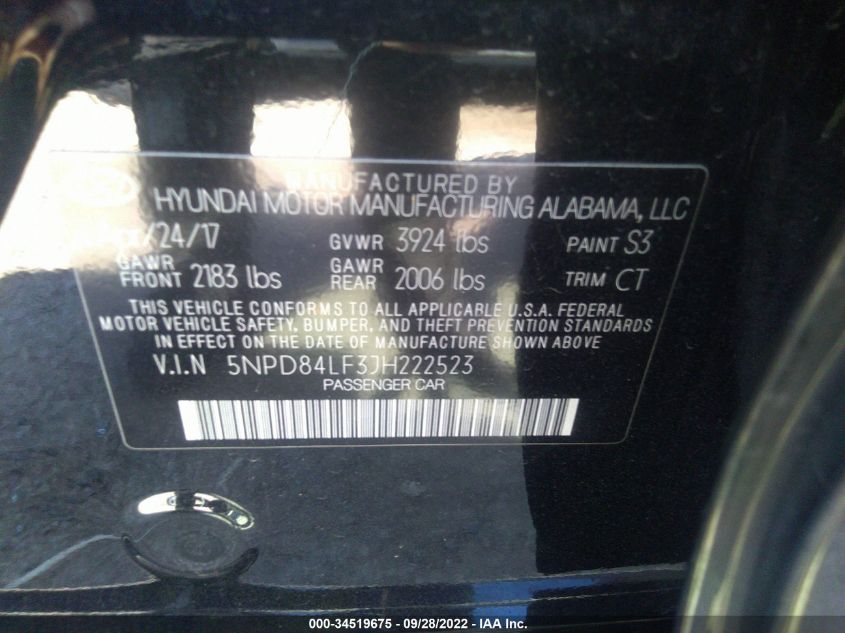 MANUFACTURED BY
HYUNDAI MOTOR MANUFACTURING ALABAMA, LLC
/24/17 GVWR 3924 lbs PAINT S3
GAWR FRONT 2183 lbs GAWR REAR 2006 lbs TRIM CT
THIS VEHICLE CONFORMS TO ALL APPLICABLE U.S.A. FEDERAL
MOTOR VEHICLE SAFETY, BUMPER, AND THEFT PREVENTION STANDARDS
IN EFFECT ON THE DATE OF MANUFACTURE SHOWN ABOVE
V.I.N 5NPD84LF3JH222523
PASSENGER CAR
000-34519675 - 09/28/2022 - IAA Inc.